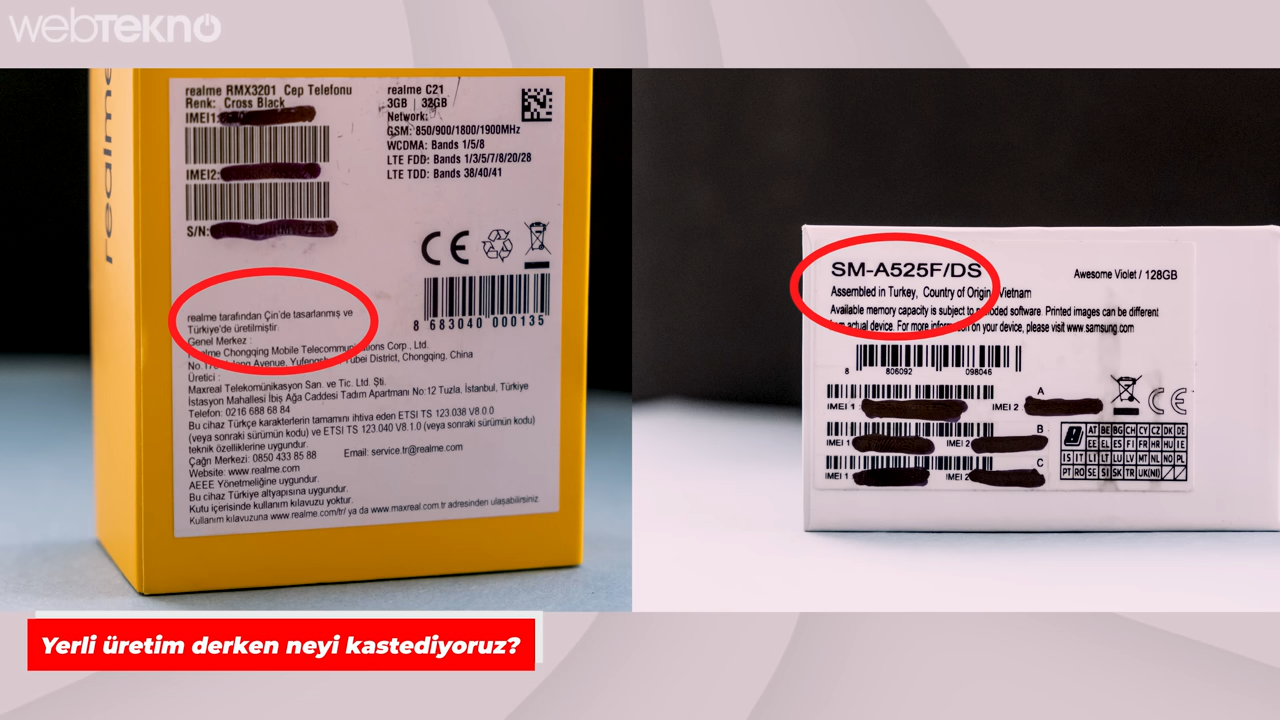 webTEKNO
realme
realme RMX3201 Cep Telefonu
Renk: Cross Black
IMEI1:
IMEI2:
S/N:
realme C21
3GB | 32GB
Network:
GSM: 850/900/1800/1900MHz
WCDMA: Bands 1/5/8
LTE FDD: Bands 1/3/5/7/8/20/28
LTE TDD: Bands 38/40/41
CE
8 683040 000135
realme tarafından Çin'de tasarlanmış ve
Türkiye'de üretilmiştir.
Genel Merkez :
Realme Chongqing Mobile Telecommunications Corp., Ltd.
Avenue, Yubei District, Chongqing, China
Üretici :
Maxreal Telekomünikasyon San. ve Tic. Ltd. Şti.
İstasyon Mahallesi İbiş Ağa Caddesi Tadım Apartmanı No:12 Tuzla, İstanbul, Türkiye
Telefon: 0216 688 68 84
Bu cihaz Türkçe karakterlerin tamamını ihtiva eden ETSI TS 123.038 V8.0.0
(veya sonraki sürümün kodu) ve ETSI TS 123.040 V8.1.0 (veya sonraki sürümün kodu)
teknik özelliklerine uygundur.
Çağrı Merkezi: 0850 433 85 88 Email: service.tr@realme.com
Website: www.realme.com
AEEE Yönetmeliğine uygundur.
Bu cihaz Türkiye altyapısına uygundur.
Kutu içerisinde kullanım kılavuzu yoktur.
Kullanım kılavuzuna www.realme.com/tr/ ya da www.maxreal.com.tr adresinden ulaşabilirsiniz
SM-A525F/DS
Awesome Violet / 128GB
Assembled in Turkey, Country of Origin Vietnam
Available memory capacity is subject to preloded software Printed images can be different
from actual device. For more information on your device, please visit www.samsung.com
8 806092 098046
A
IMEI 1 IMEI 2
B
IMEI 1 IMEI 2
C
IMEI 1 IMEI 2
CE
AT BE BG CH CY CZ DK DE
EE EL ES FI FR HR HU IE
IS IT LI LT LU LV MT NL NO PL
PT RO SE SI SK TR UK(NI)
Yerli üretim derken neyi kastediyoruz?